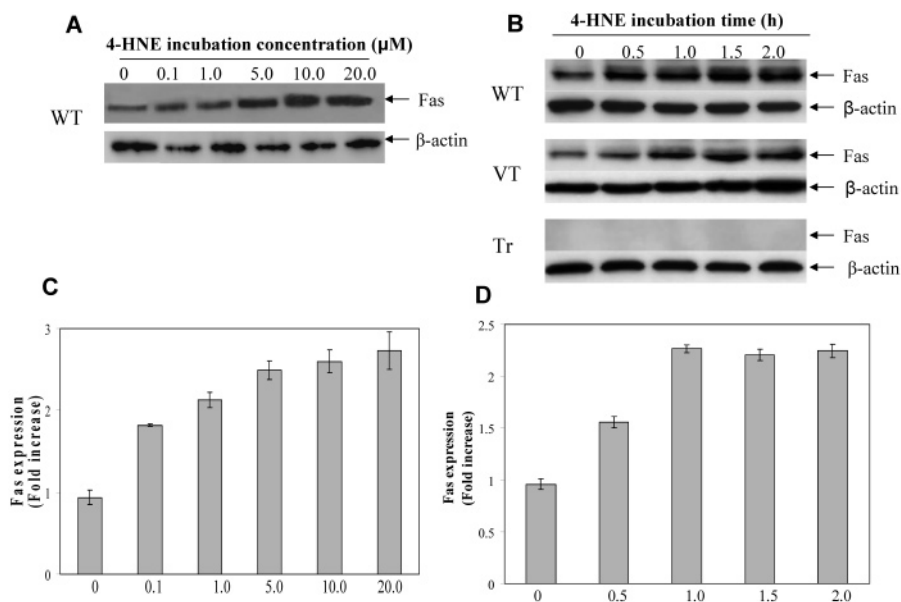 A
4-HNE incubation concentration (µM)
0 0.1 1.0 5.0 10.0 20.0
WT
Fas
β-actin
B
4-HNE incubation time (h)
0 0.5 1.0 1.5 2.0
WT
Fas
β-actin
VT
Fas
β-actin
Tr
Fas
β-actin
C
Fas expression
(Fold increase)
3
2
1
0
0 0.1 1.0 5.0 10.0 20.0
D
Fas expression
(Fold increase)
2.5
2
1.5
1
0.5
0
0 0.5 1.0 1.5 2.0